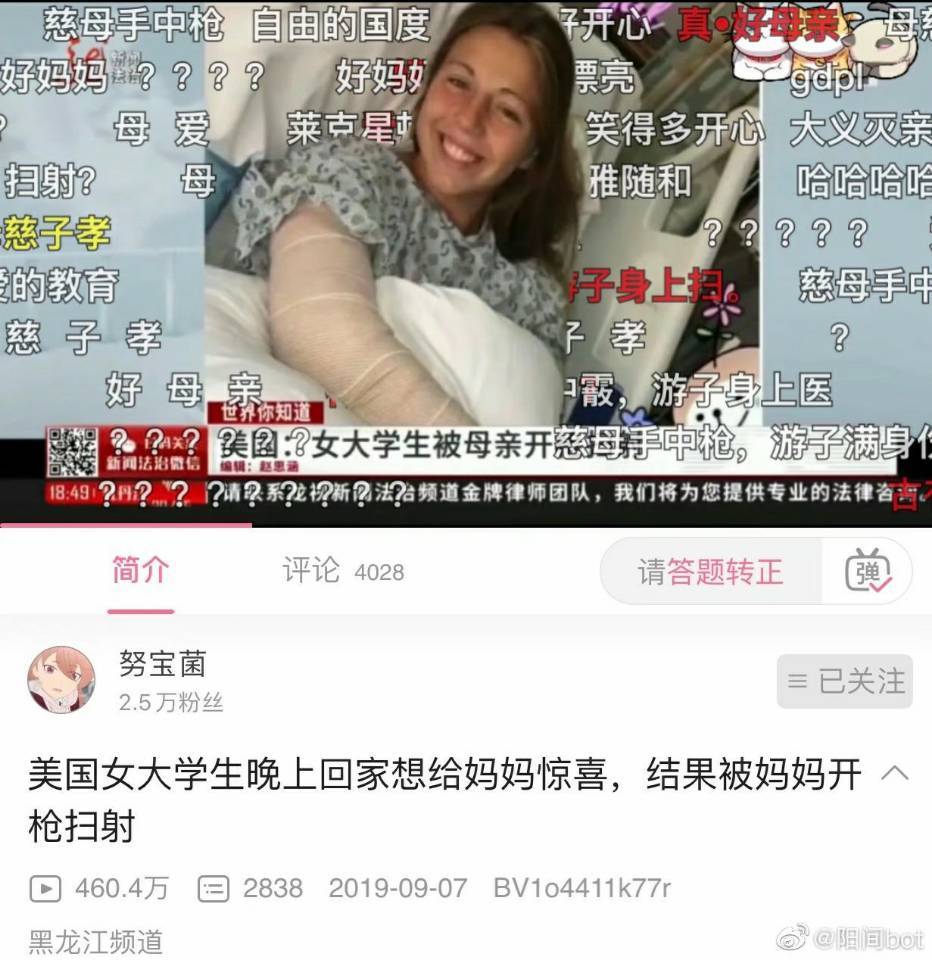 慈母手中枪 自由的国度 好开心 真•好母亲 母慈
好妈妈 ? ? ? ? 好妈妈 漂亮 gdpl
? 母 爱 莱克星 笑得多开心 大义灭亲
扫射? 母 雅随和 哈哈哈哈
慈子孝 ? ? ? ? ?
爱的教育 游子身上扫。 慈母手中
慈 子 孝 子 孝 ?
好 母 亲 中霰，游子身上医
世界你知道
? ? ? 美国：?女大学生被母亲开 慈母手中枪，游子满身
新闻法治微信 编辑：赵思涵
18:49 ? ? ? ? ? ? ? ? ? 请联系龙视新闻法治频道金牌律师团队，我们将为您提供专业的法律咨 古
简介 评论 4028 请答题转正 弹
努宝菌
2.5万粉丝 已关注
美国女大学生晚上回家想给妈妈惊喜，结果被妈妈开
枪扫射
460.4万 2838 2019-09-07 BV1o4411k77r
黑龙江频道
@阳间bot